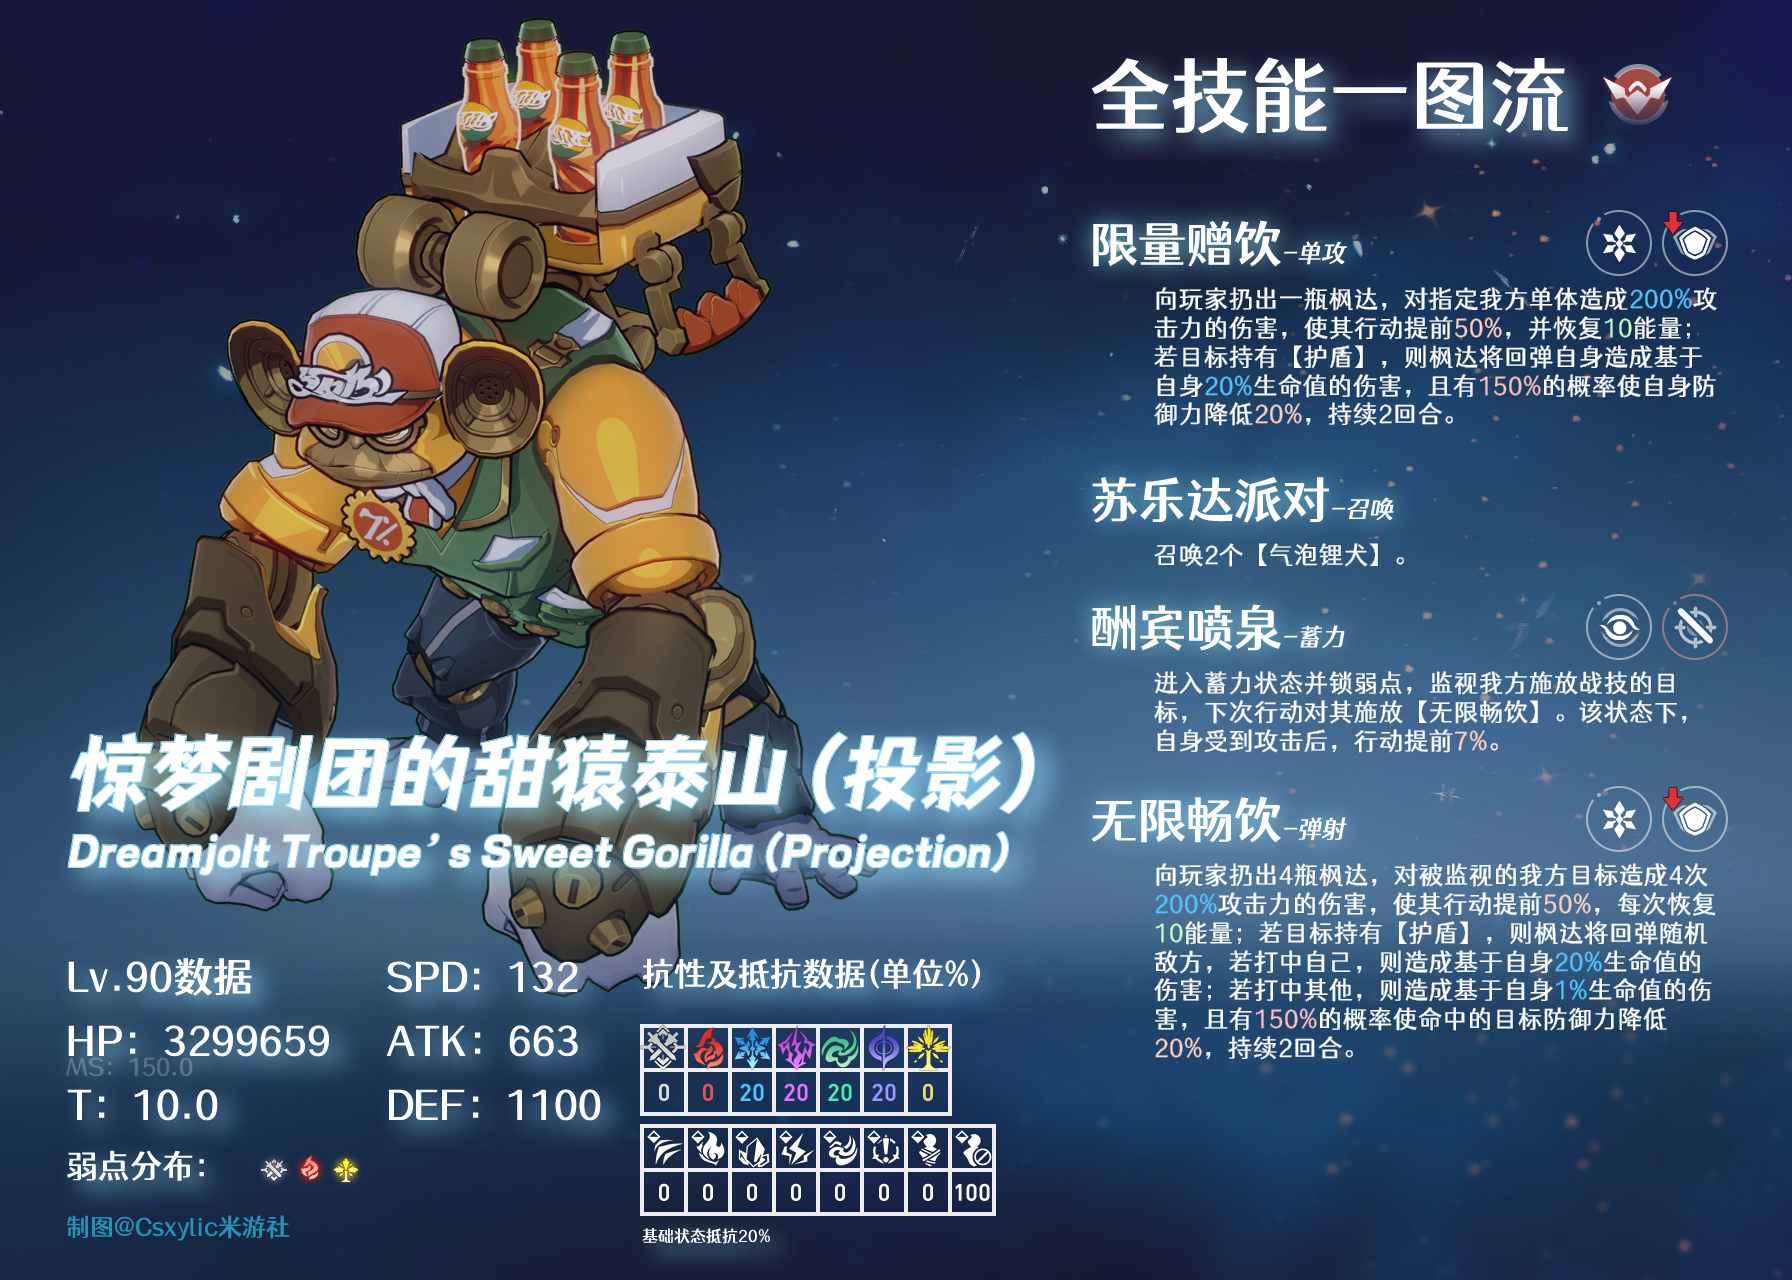 全技能一图流
限量赠饮-单攻
向玩家扔出一瓶枫达，对指定我方单体造成200%攻
击力的伤害，使其行动提前50%，并恢复10能量；
若目标持有【护盾】，则枫达将回弹自身造成基于
自身20%生命值的伤害，且有150%的概率使自身防
御力降低20%，持续2回合。
苏乐达派对-召唤
召唤2个【气泡狸犬】。
酬宾喷泉-蓄力
进入蓄力状态并锁弱点，监视我方施放战技的目
标，下次行动对其施放【无限畅饮】。该状态下，
自身受到攻击后，行动提前7%。
无限畅饮-弹射
向玩家扔出4瓶枫达，对被监视的我方目标造成4次
200%攻击力的伤害，使其行动提前50%，每次恢复
10能量；若目标持有【护盾】，则枫达将回弹随机
敌方，若打中自己，则造成基于自身20%生命值的
伤害；若打中其他，则造成基于自身1%生命值的伤
害，且有150%的概率使命中的目标防御力降低
20%，持续2回合。
7%
惊梦剧团的甜猿泰山（投影）
Dreamjolt Troupe's Sweet Gorilla (Projection)
Lv.90数据
SPD：132
HP：3299659
ATK：663
MS：150.0
T：10.0
DEF：1100
弱点分布：
抗性及抵抗数据(单位%)
0 0 20 20 20 20 0
0 0 0 0 0 0 0 100
基础状态抵抗20%
制图@Csxylic米游社